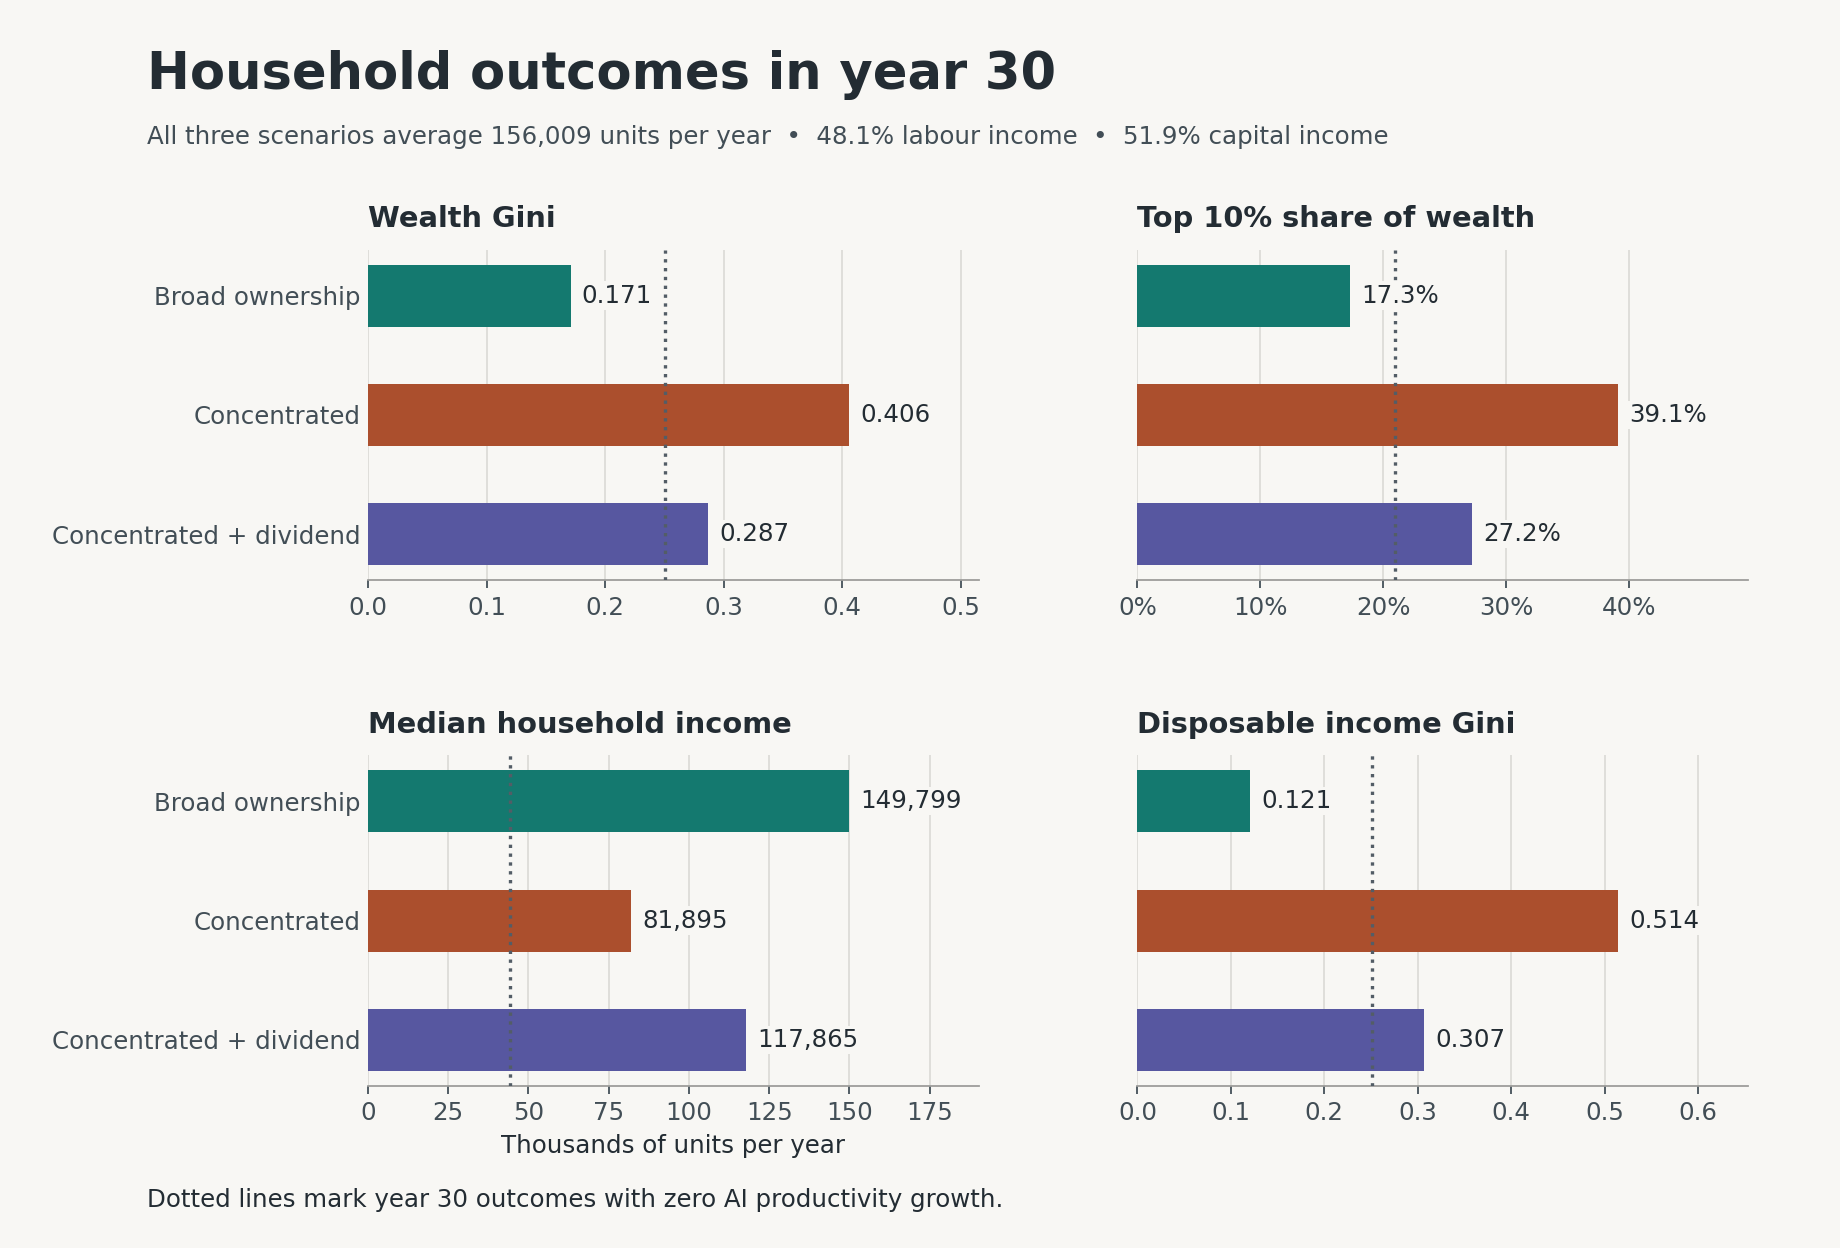 Household outcomes in year 30
All three scenarios average 156,009 units per year • 48.1% labour income • 51.9% capital income
Wealth Gini
Broad ownership
0.171
Concentrated
0.406
Concentrated + dividend
0.287
0.0 0.1 0.2 0.3 0.4 0.5
Top 10% share of wealth
17.3%
39.1%
27.2%
0% 10% 20% 30% 40%
Median household income
Broad ownership
149,799
Concentrated
81,895
Concentrated + dividend
117,865
0 25 50 75 100 125 150 175
Thousands of units per year
Disposable income Gini
0.121
0.514
0.307
0.0 0.1 0.2 0.3 0.4 0.5 0.6
Dotted lines mark year 30 outcomes with zero AI productivity growth.